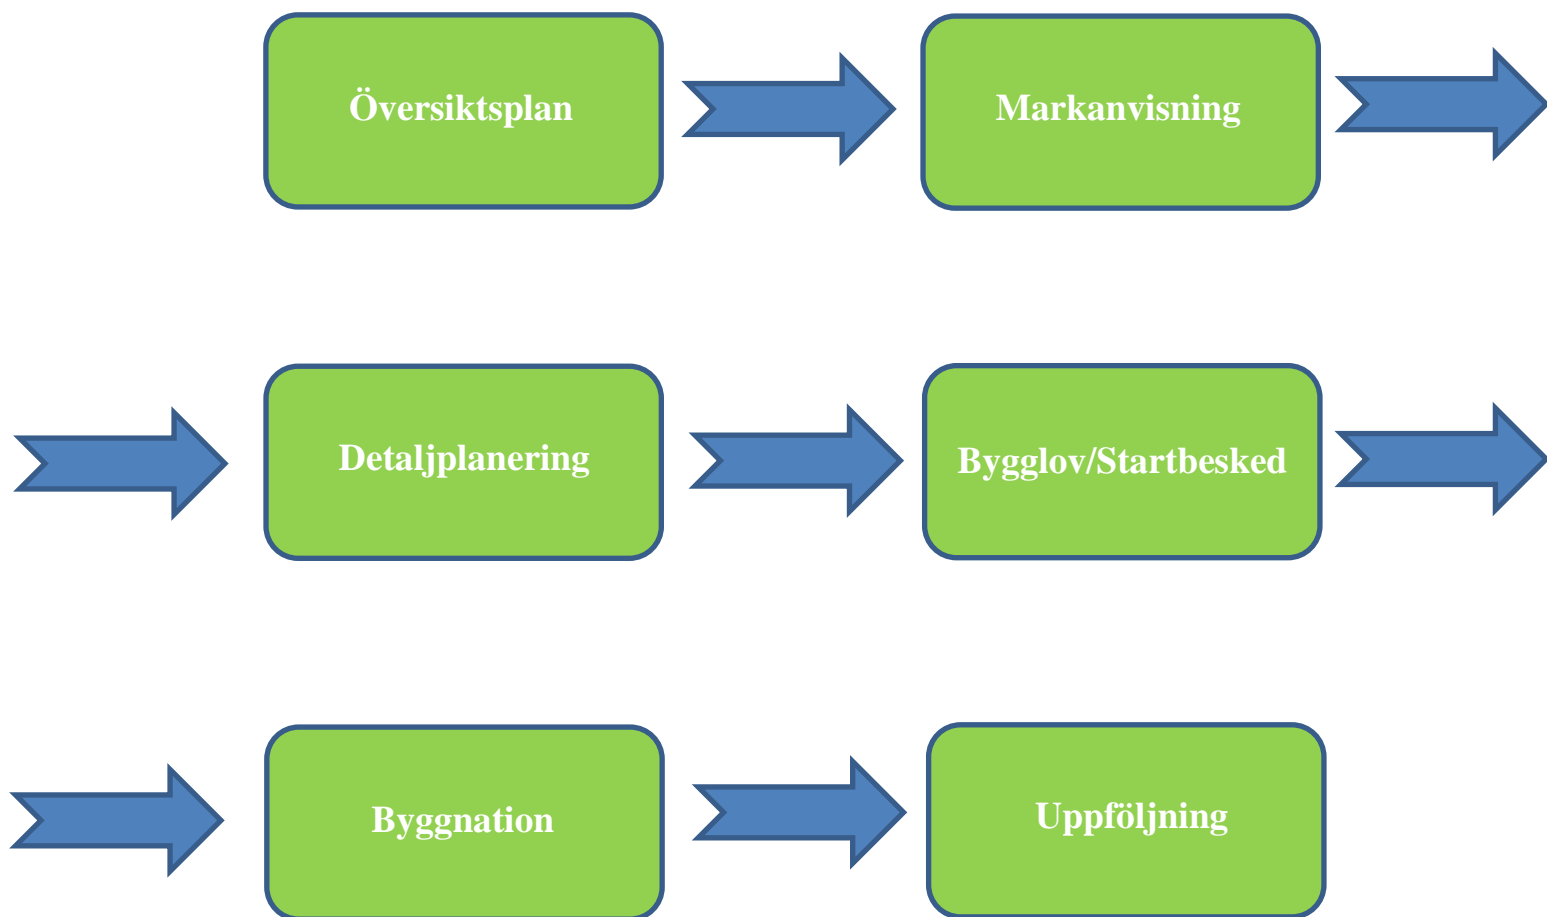 Översiktsplan
Markanvisning
Detaljplanering
Bygglov/Startbesked
Byggnation
Uppföljning